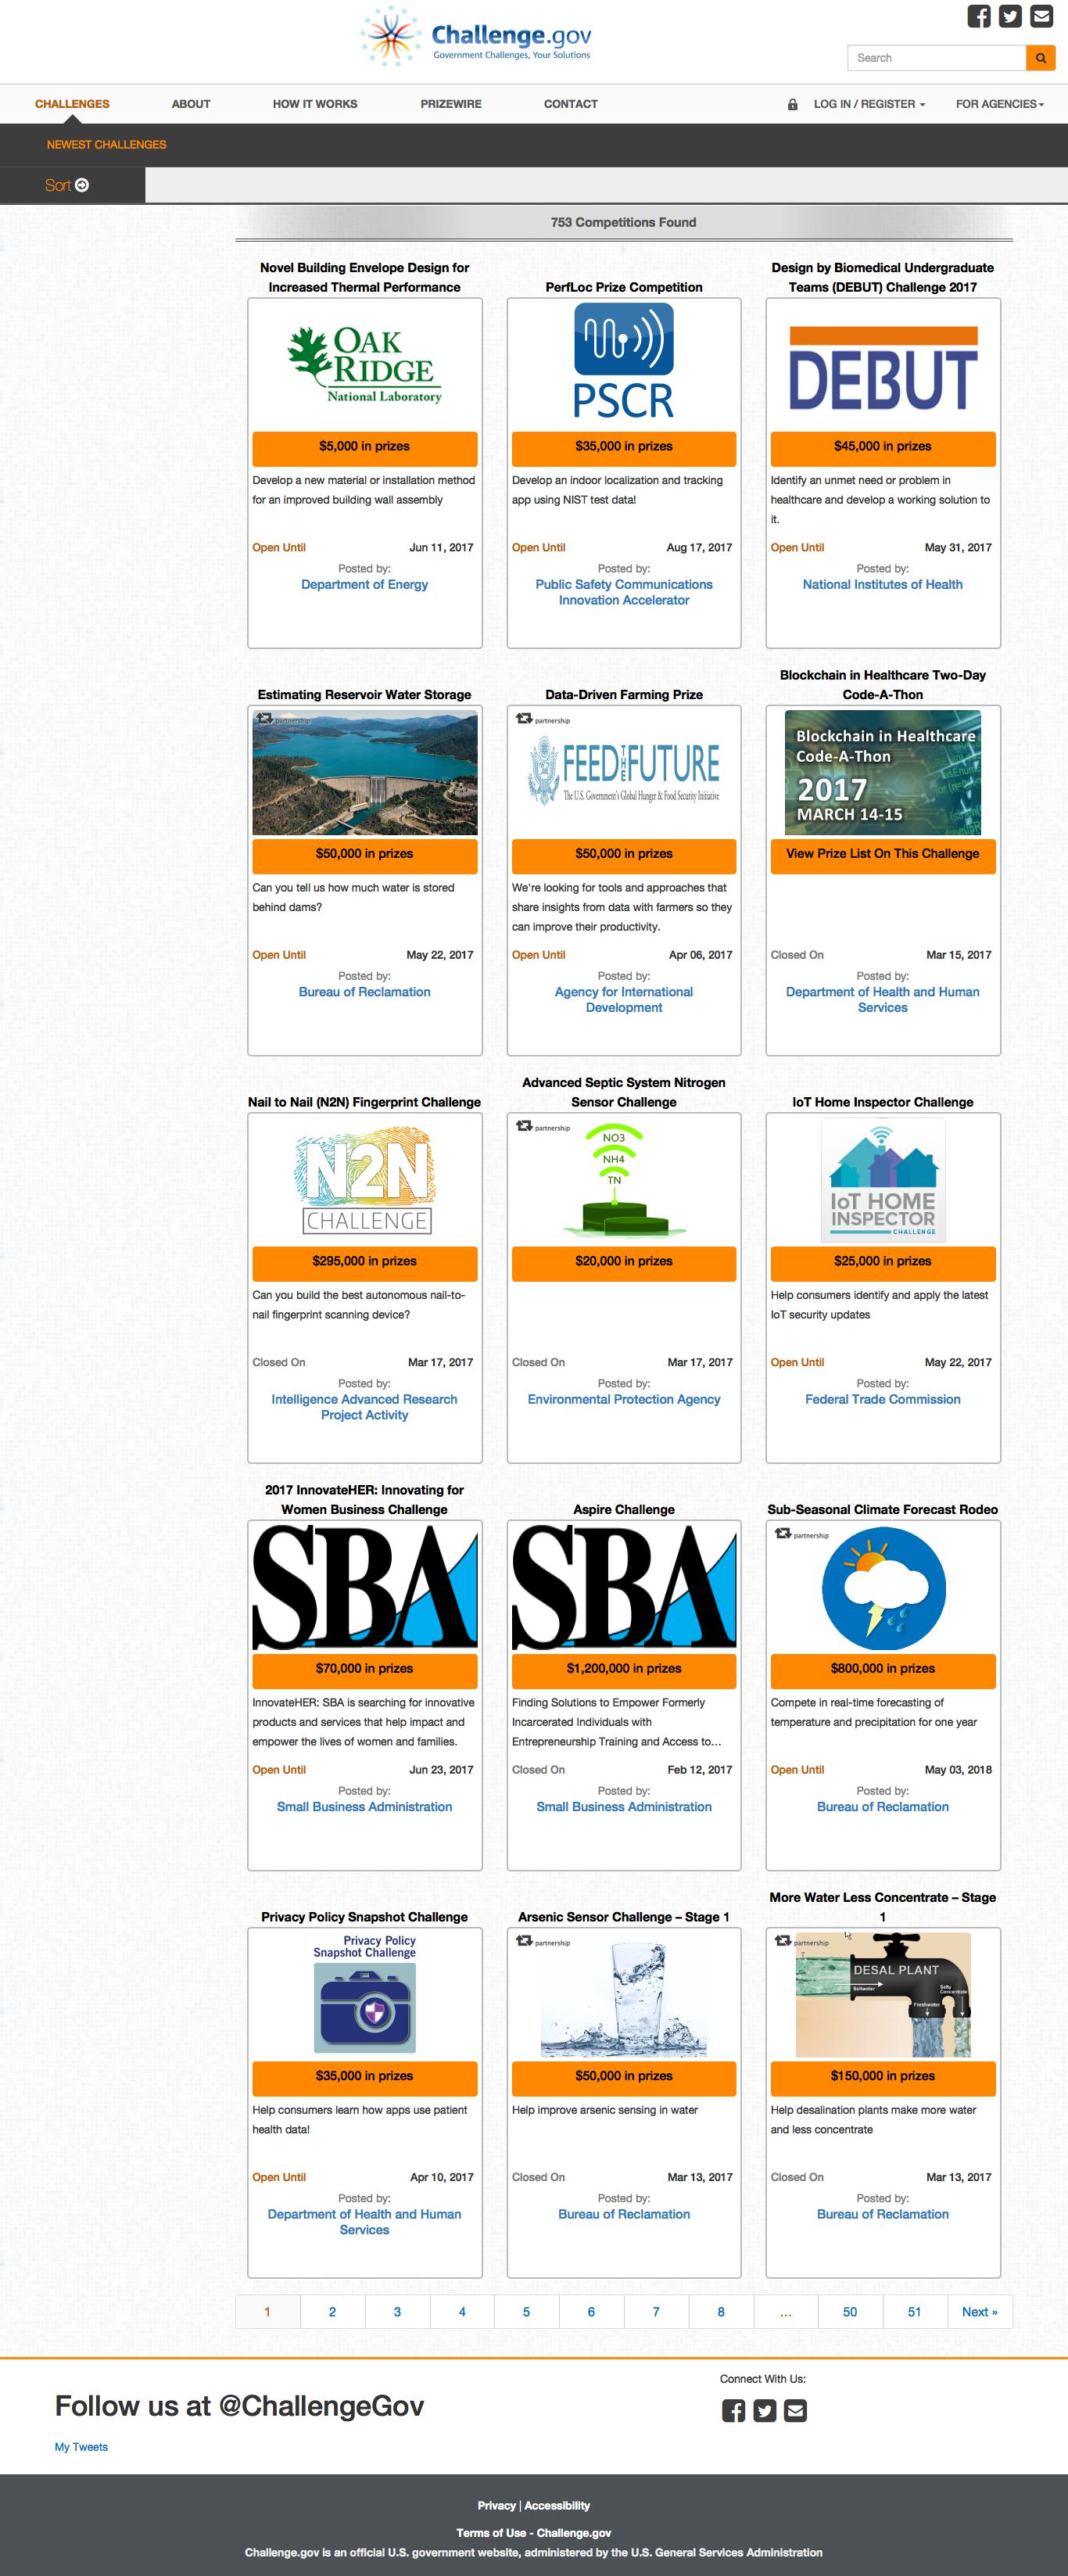 Challenge.gov
Government Challenges, Your Solutions
Search
CHALLENGES
ABOUT
HOW IT WORKS
PRIZEWIRE
CONTACT
LOG IN / REGISTER
FOR AGENCIES
NEWEST CHALLENGES
Sort
753 Competitions Found
Novel Building Envelope Design for
Increased Thermal Performance
OAK
RIDGE
National Laboratory
$5,000 in prizes
Develop a new material or installation method
for an improved building wall assembly
Open Until
Jun 11, 2017
Posted by:
Department of Energy
PerfLoc Prize Competition
PSCR
$35,000 in prizes
Develop an indoor localization and tracking
app using NIST test data!
Open Until
Aug 17, 2017
Posted by:
Public Safety Communications
Innovation Accelerator
Design by Biomedical Undergraduate
Teams (DEBUT) Challenge 2017
DEBUT
$45,000 in prizes
Identify an unmet need or problem in
healthcare and develop a working solution to
it.
Open Until
May 31, 2017
Posted by:
National Institutes of Health
Estimating Reservoir Water Storage
partnership
$50,000 in prizes
Can you tell us how much water is stored
behind dams?
Open Until
May 22, 2017
Posted by:
Bureau of Reclamation
Data-Driven Farming Prize
partnership
FEED THE FUTURE
The U.S. Government's Global Hunger & Food Security Initiative
$50,000 in prizes
We're looking for tools and approaches that
share insights from data with farmers so they
can improve their productivity.
Open Until
Apr 06, 2017
Posted by:
Agency for International
Development
Blockchain in Healthcare Two-Day
Code-A-Thon
Blockchain in Healthcare
Code-A-Thon
2017
MARCH 14-15
View Prize List On This Challenge
Closed On
Mar 15, 2017
Posted by:
Department of Health and Human
Services
Nail to Nail (N2N) Fingerprint Challenge
N2N
CHALLENGE
$295,000 in prizes
Can you build the best autonomous nail-to-
nail fingerprint scanning device?
Closed On
Mar 17, 2017
Posted by:
Intelligence Advanced Research
Project Activity
Advanced Septic System Nitrogen
Sensor Challenge
partnership
NO3
NH4
TN
$20,000 in prizes
Closed On
Mar 17, 2017
Posted by:
Environmental Protection Agency
IoT Home Inspector Challenge
IoT HOME
INSPECTOR
CHALLENGE
$25,000 in prizes
Help consumers identify and apply the latest
IoT security updates
Open Until
May 22, 2017
Posted by:
Federal Trade Commission
2017 InnovateHER: Innovating for
Women Business Challenge
SBA
$70,000 in prizes
InnovateHER: SBA is searching for innovative
products and services that help impact and
empower the lives of women and families.
Open Until
Jun 23, 2017
Posted by:
Small Business Administration
Aspire Challenge
SBA
$1,200,000 in prizes
Finding Solutions to Empower Formerly
Incarcerated Individuals with
Entrepreneurship Training and Access to…
Closed On
Feb 12, 2017
Posted by:
Small Business Administration
Sub-Seasonal Climate Forecast Rodeo
partnership
$800,000 in prizes
Compete in real-time forecasting of
temperature and precipitation for one year
Open Until
May 03, 2018
Posted by:
Bureau of Reclamation
Privacy Policy Snapshot Challenge
Privacy Policy
Snapshot Challenge
$35,000 in prizes
Help consumers learn how apps use patient
health data!
Open Until
Apr 10, 2017
Posted by:
Department of Health and Human
Services
Arsenic Sensor Challenge – Stage 1
partnership
$50,000 in prizes
Help improve arsenic sensing in water
Closed On
Mar 13, 2017
Posted by:
Bureau of Reclamation
More Water Less Concentrate – Stage
1
partnership
DESAL PLANT
Saltwater
Salty
Concentrate
Freshwater
$150,000 in prizes
Help desalination plants make more water
and less concentrate
Closed On
Mar 13, 2017
Posted by:
Bureau of Reclamation
1 2 3 4 5 6 7 8 … 50 51 Next »
Follow us at @ChallengeGov
My Tweets
Connect With Us:
Privacy | Accessibility
Terms of Use - Challenge.gov
Challenge.gov is an official U.S. government website, administered by the U.S. General Services Administration